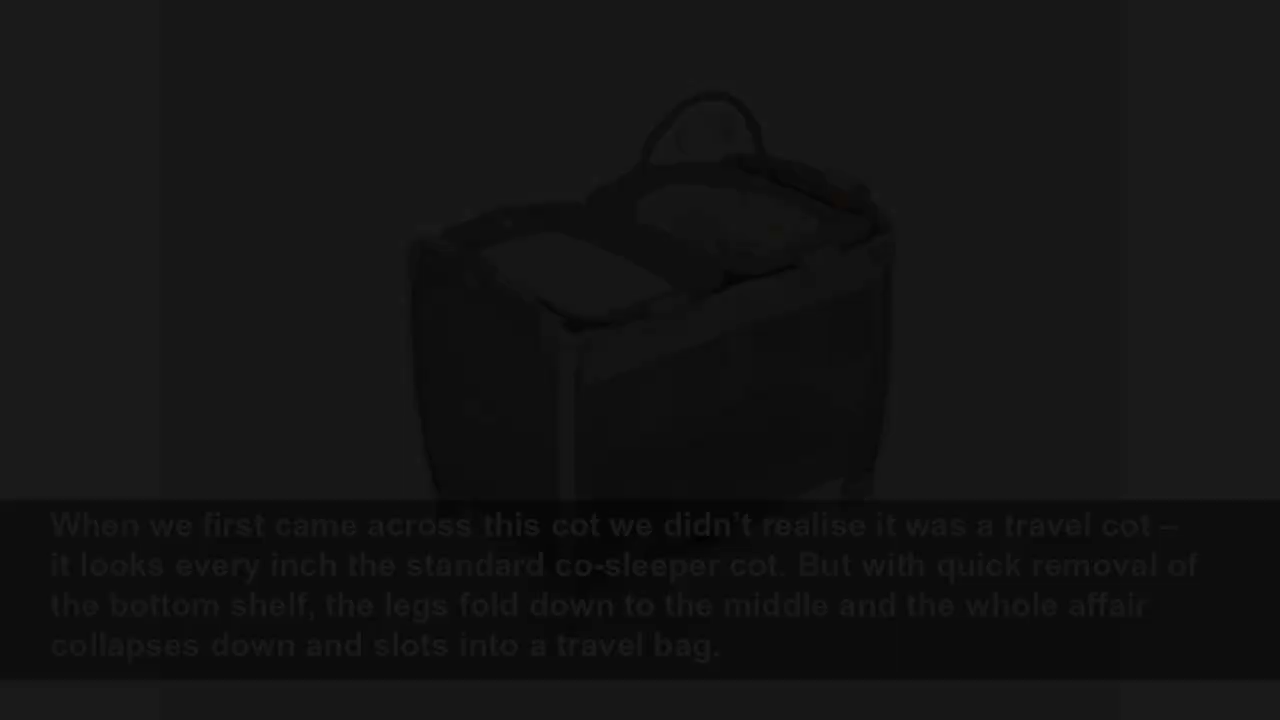 When we first came across this cot we didn’t realise it was a travel cot –
it looks every inch the standard co-sleeper cot. But with quick removal of
the bottom shelf, the legs fold down to the middle and the whole affair
collapses down and slots into a travel bag.